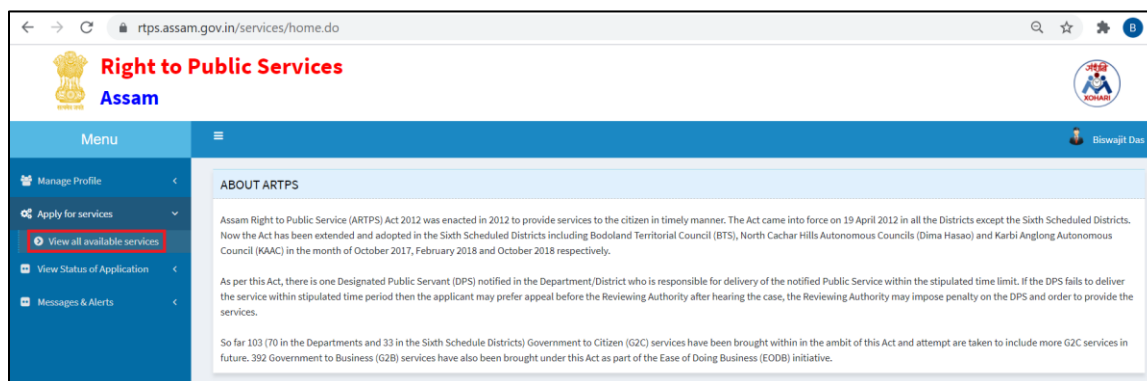 rtps.assam.gov.in/services/home.do
B
Right to Public Services
Assam
XOHARI
Menu
Biswajit Das
Manage Profile
Apply for services
View all available services
View Status of Application
Messages & Alerts
ABOUT ARTPS
Assam Right to Public Service (ARTPS) Act 2012 was enacted in 2012 to provide services to the citizen in timely manner. The Act came into force on 19 April 2012 in all the Districts except the Sixth Scheduled Districts.
Now the Act has been extended and adopted in the Sixth Scheduled Districts including Bodoland Territorial Council (BTS), North Cachar Hills Autonomous Councils (Dima Hasao) and Karbi Anglong Autonomous
Council (KAAC) in the month of October 2017, February 2018 and October 2018 respectively.
As per this Act, there is one Designated Public Servant (DPS) notified in the Department/District who is responsible for delivery of the notified Public Service within the stipulated time limit. If the DPS fails to deliver
the service within stipulated time period then the applicant may prefer appeal before the Reviewing Authority after hearing the case, the Reviewing Authority may impose penalty on the DPS and order to provide the
services.
So far 103 (70 in the Departments and 33 in the Sixth Schedule Districts) Government to Citizen (G2C) services have been brought within in the ambit of this Act and attempt are taken to include more G2C services in
future. 392 Government to Business (G2B) services have also been brought under this Act as part of the Ease of Doing Business (EODB) initiative.